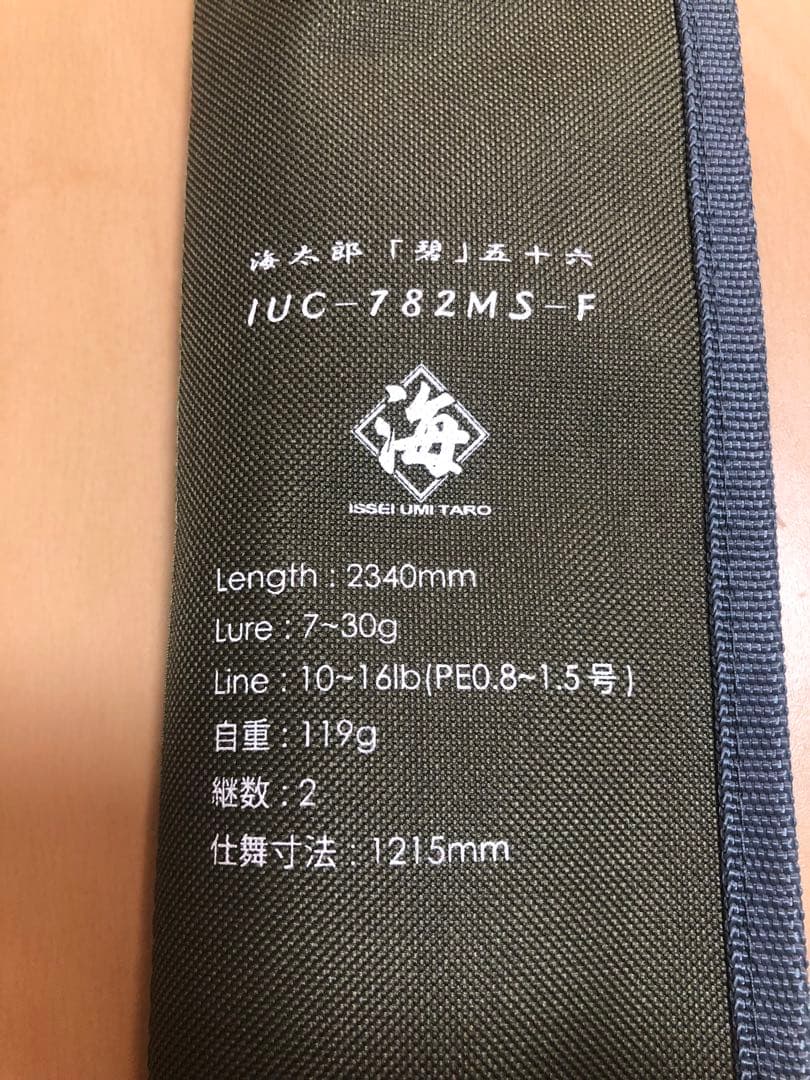 海太郎「碧」五十六
IUC-782MS-F
海
ISSEI UMI TARO
Length : 2340mm
Lure : 7~30g
Line : 10~16lb(PE0.8~1.5号)
自重 : 119g
継数 : 2
仕舞寸法 : 1215mm